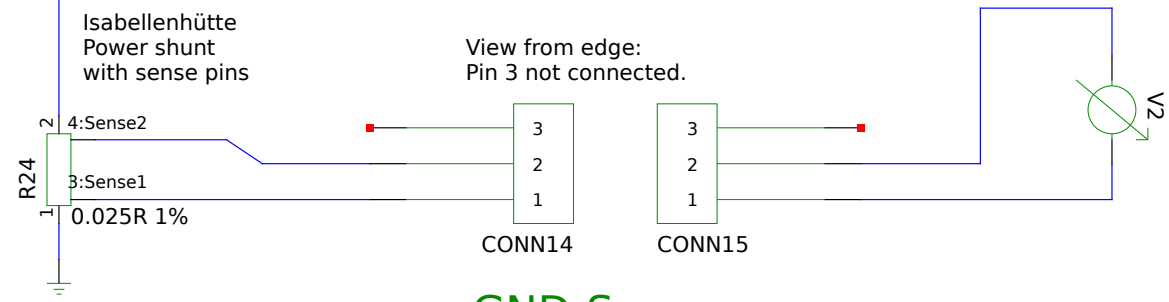 Isabellenhütte
Power shunt
with sense pins
View from edge:
Pin 3 not connected.
2
4:Sense2
R24
3:Sense1
1
0.025R 1%
3
2
1
CONN14
3
2
1
CONN15
V2